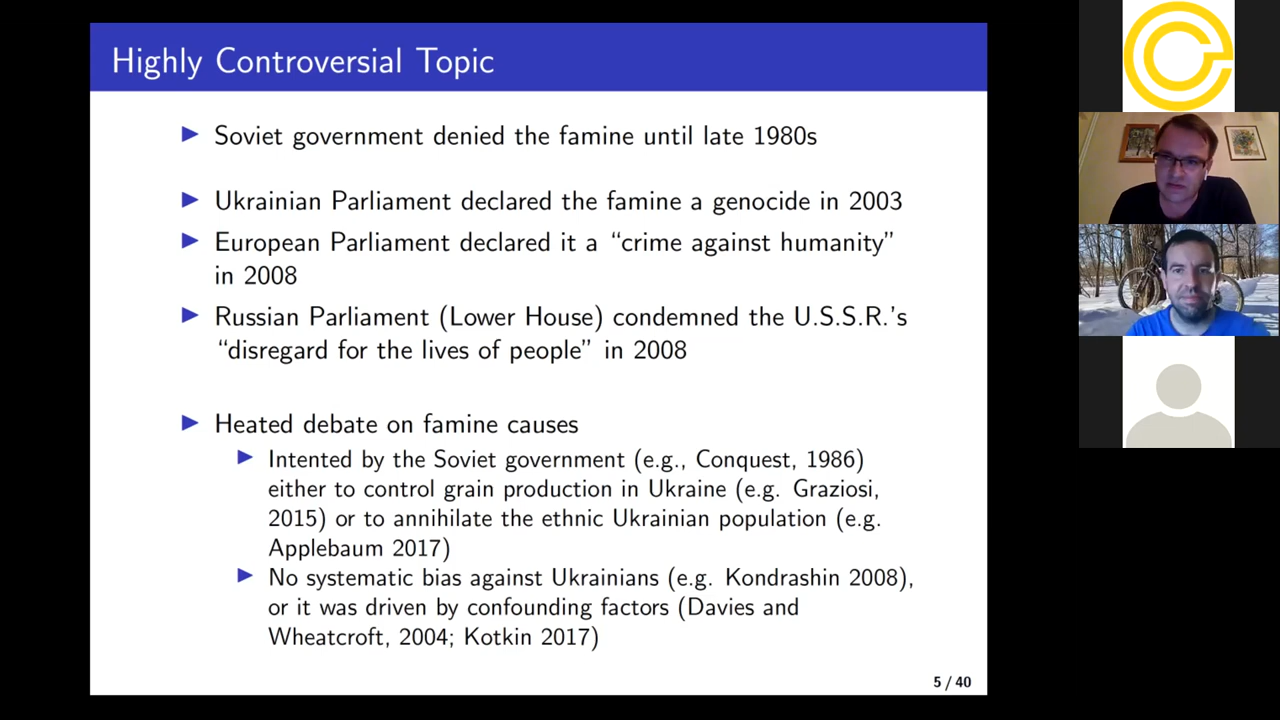 Highly Controversial Topic
▶ Soviet government denied the famine until late 1980s
▶ Ukrainian Parliament declared the famine a genocide in 2003
▶ European Parliament declared it a “crime against humanity”
in 2008
▶ Russian Parliament (Lower House) condemned the U.S.S.R.’s
“disregard for the lives of people” in 2008
▶ Heated debate on famine causes
▶ Intented by the Soviet government (e.g., Conquest, 1986)
either to control grain production in Ukraine (e.g. Graziosi,
2015) or to annihilate the ethnic Ukrainian population (e.g.
Applebaum 2017)
▶ No systematic bias against Ukrainians (e.g. Kondrashin 2008),
or it was driven by confounding factors (Davies and
Wheatcroft, 2004; Kotkin 2017)
5 / 40